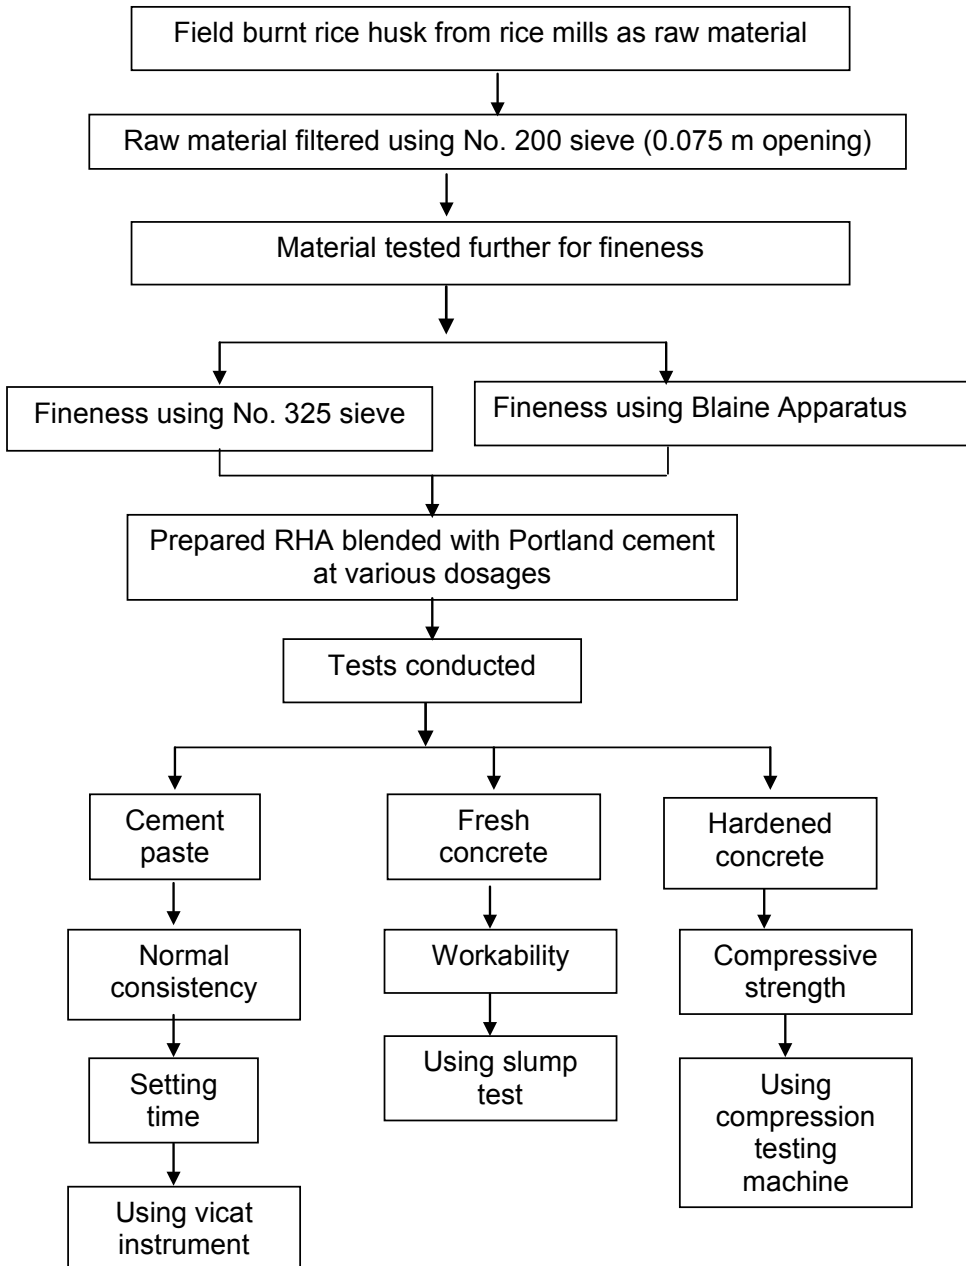 Field burnt rice husk from rice mills as raw material
Raw material filtered using No. 200 sieve (0.075 m opening)
Material tested further for fineness
Fineness using No. 325 sieve
Fineness using Blaine Apparatus
Prepared RHA blended with Portland cement
at various dosages
Tests conducted
Cement
paste
Fresh
concrete
Hardened
concrete
Normal
consistency
Workability
Compressive
strength
Setting
time
Using slump
test
Using
compression
testing
machine
Using vicat
instrument